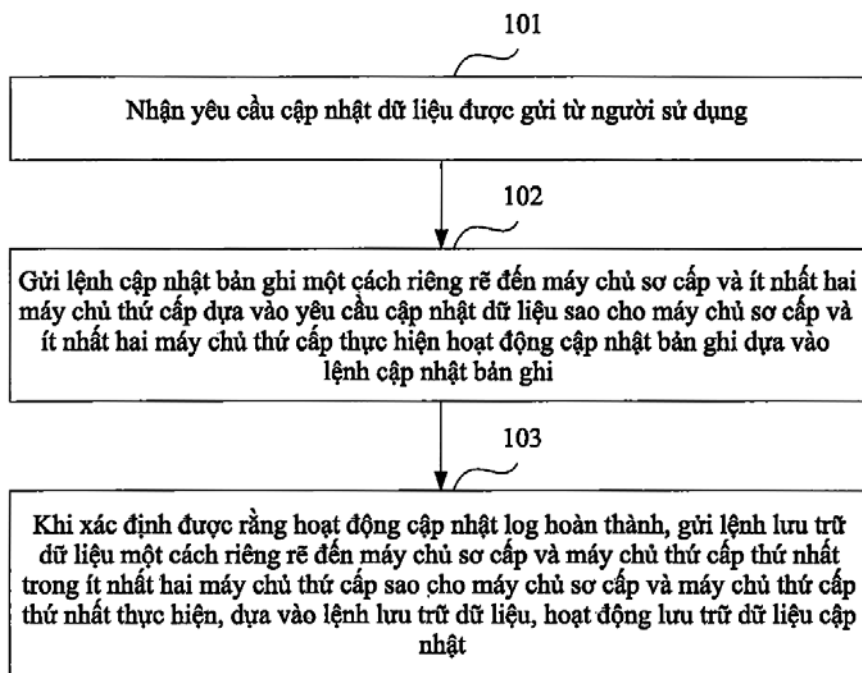 101
Nhận yêu cầu cập nhật dữ liệu được gửi từ người sử dụng
102
Gửi lệnh cập nhật bản ghi một cách riêng rẽ đến máy chủ sơ cấp và ít nhất hai
máy chủ thứ cấp dựa vào yêu cầu cập nhật dữ liệu sao cho máy chủ sơ cấp và
ít nhất hai máy chủ thứ cấp thực hiện hoạt động cập nhật bản ghi dựa vào
lệnh cập nhật bản ghi
103
Khi xác định được rằng hoạt động cập nhật log hoàn thành, gửi lệnh lưu trữ
dữ liệu một cách riêng rẽ đến máy chủ sơ cấp và máy chủ thứ cấp thứ nhất
trong ít nhất hai máy chủ thứ cấp sao cho máy chủ sơ cấp và máy chủ thứ cấp
thứ nhất thực hiện, dựa vào lệnh lưu trữ dữ liệu, hoạt động lưu trữ dữ liệu cập
nhật